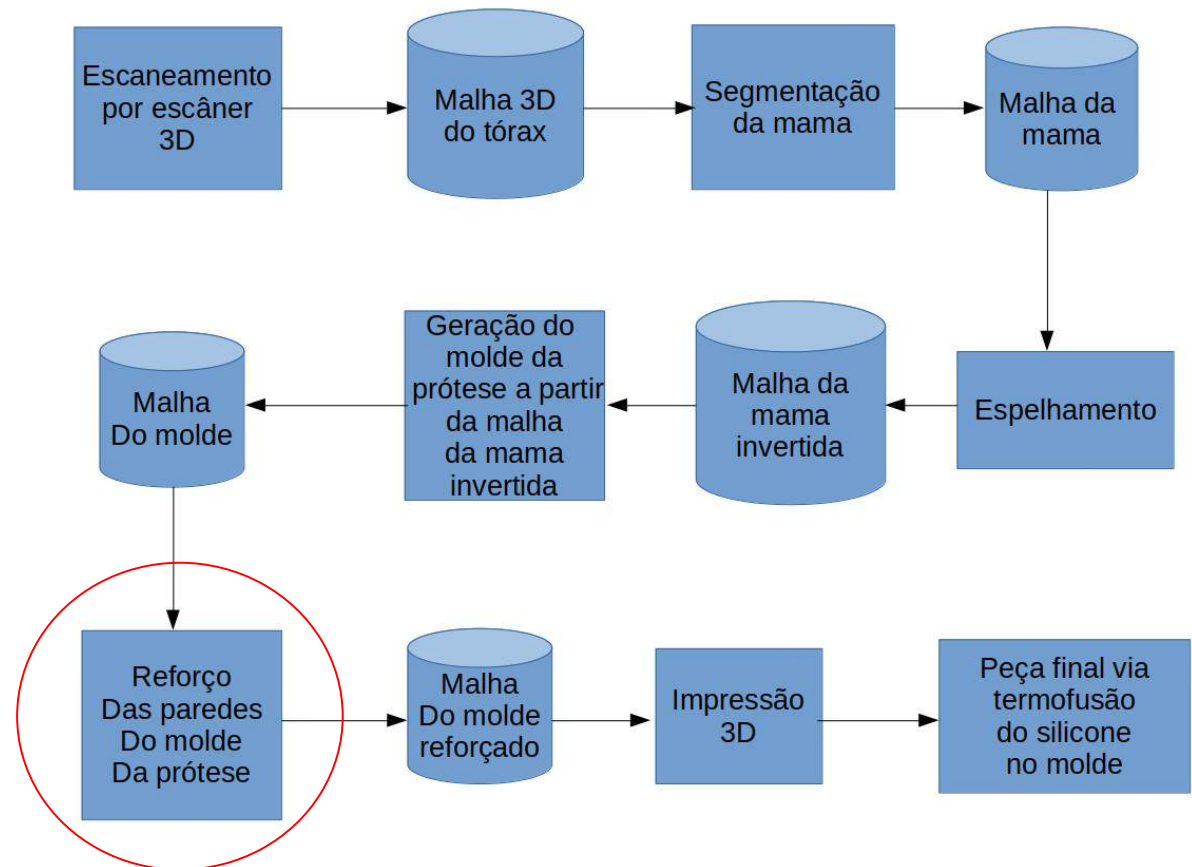 Escaneamento
por escâner
3D
Malha 3D
do tórax
Segmentação
da mama
Malha da
mama
Espelhamento
Malha da
mama
invertida
Geração do
molde da
prótese a partir
da malha
da mama
invertida
Malha
Do molde
Reforço
Das paredes
Do molde
Da prótese
Malha
Do molde
reforçado
Impressão
3D
Peça final via
termofusão
do silicone
no molde